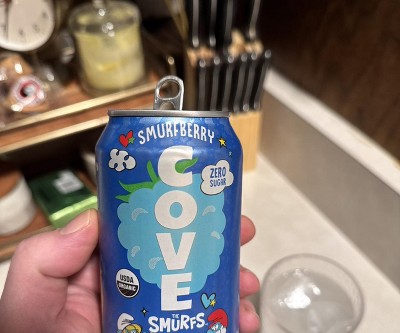 SMURFBERRY
COVE
ZERO
SUGAR
USDA
ORGANIC
THE
SMURFS